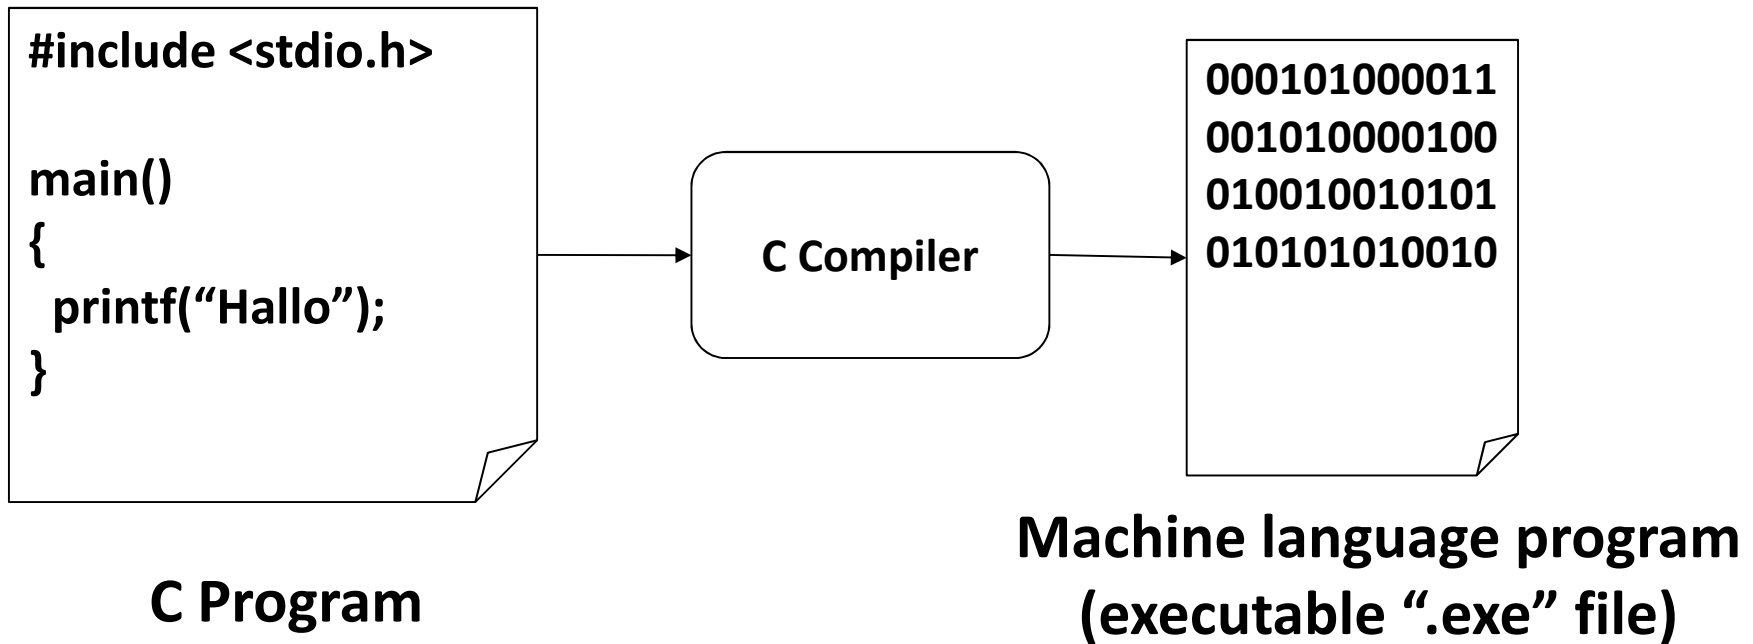 #include <stdio.h>
main()
{
printf(“Hallo”);
}
C Program
C Compiler
000101000011
001010000100
010010010101
010101010010
Machine language program
(executable “.exe” file)